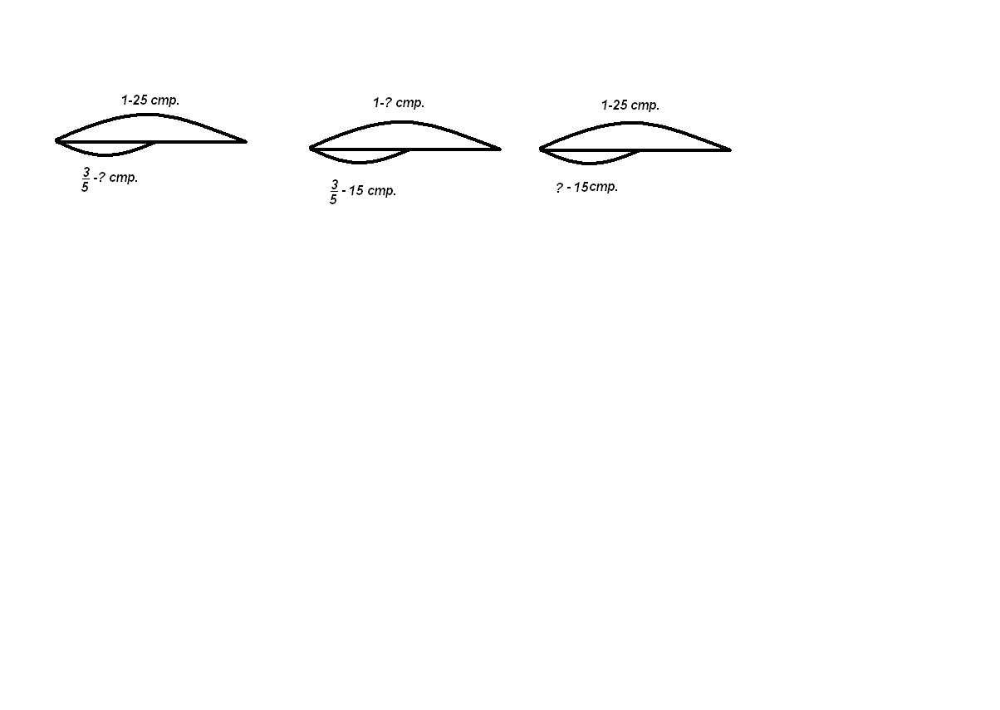 1-25 стр.
3/5 -? стр.
1-? стр.
3/5 - 15 стр.
1-25 стр.
? - 15стр.